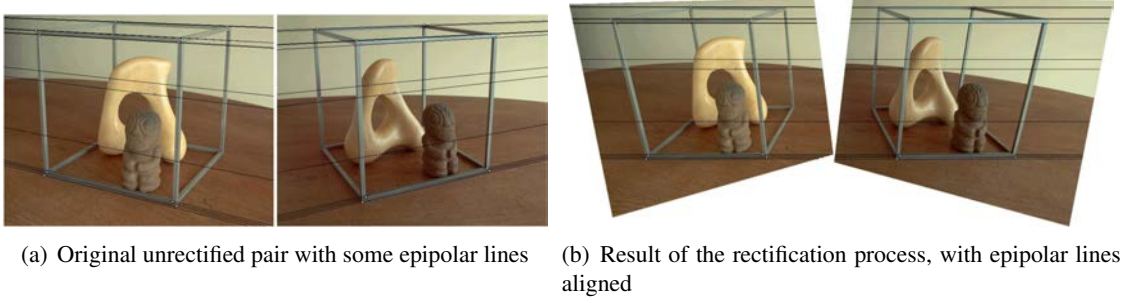 (a) Original unrectified pair with some epipolar lines
(b) Result of the rectification process, with epipolar lines
aligned